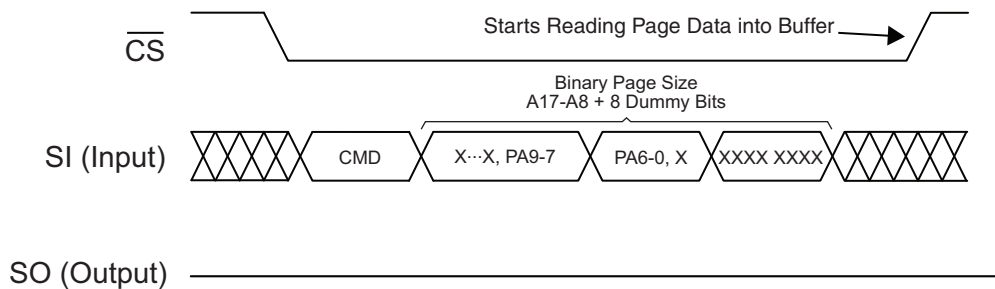 Starts Reading Page Data into Buffer
CS
Binary Page Size
A17-A8 + 8 Dummy Bits
SI (Input)
CMD
X···X, PA9-7
PA6-0, X
XXXX XXXX
SO (Output)